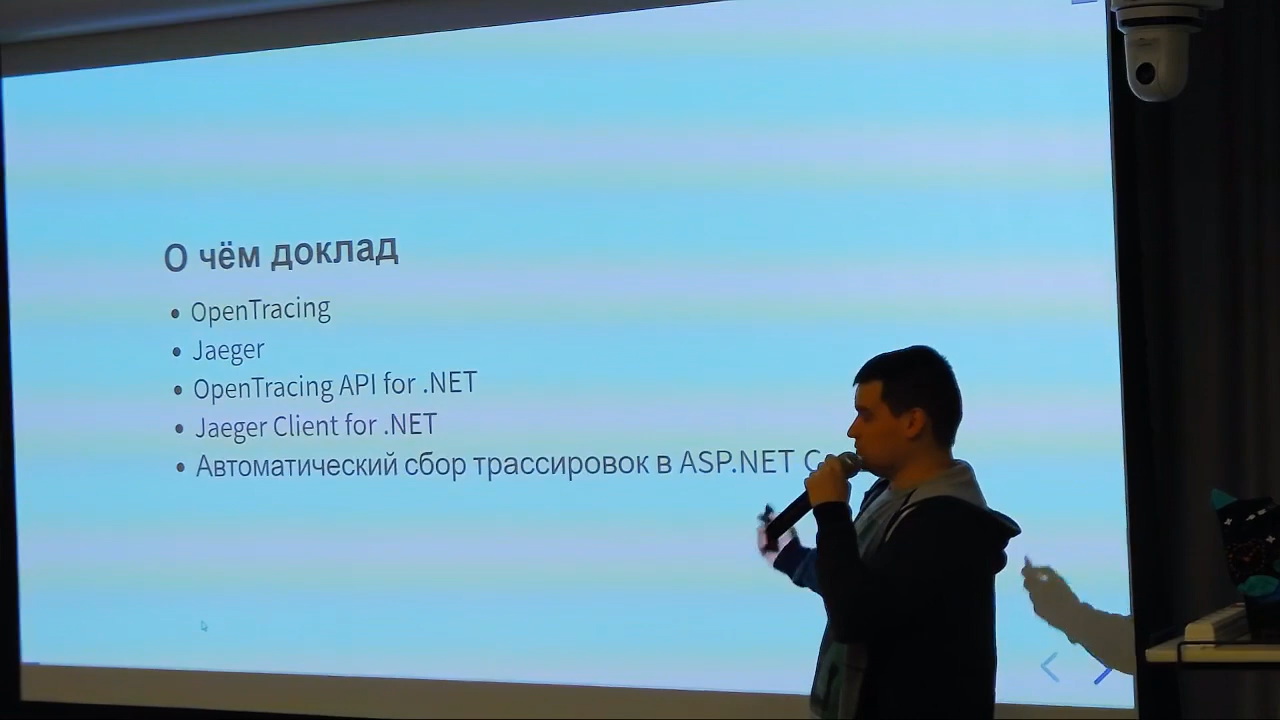 О чём доклад
OpenTracing
Jaeger
OpenTracing API for .NET
Jaeger Client for .NET
Автоматический сбор трассировок в ASP.NET